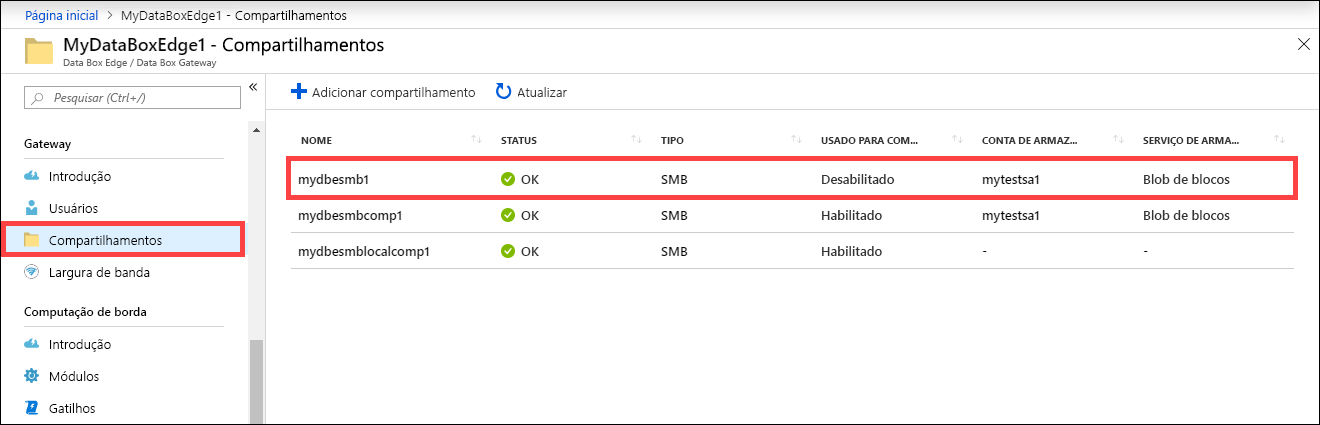 Página inicial > MyDataBoxEdge1 - Compartilhamentos
MyDataBoxEdge1 - Compartilhamentos
Data Box Edge / Data Box Gateway
Pesquisar (Ctrl+/)
«
Gateway
Introdução
Usuários
Compartilhamentos
Largura de banda
Computação de borda
Introdução
Módulos
Gatilhos
Adicionar compartilhamento Atualizar
NOME STATUS TIPO USADO PARA COM... CONTA DE ARMAZ... SERVIÇO DE ARMA...
mydbesmb1 OK SMB Desabilitado mytestsa1 Blob de blocos
mydbesmbcomp1 OK SMB Habilitado mytestsa1 Blob de blocos
mydbesmblocalcomp1 OK SMB Habilitado - -